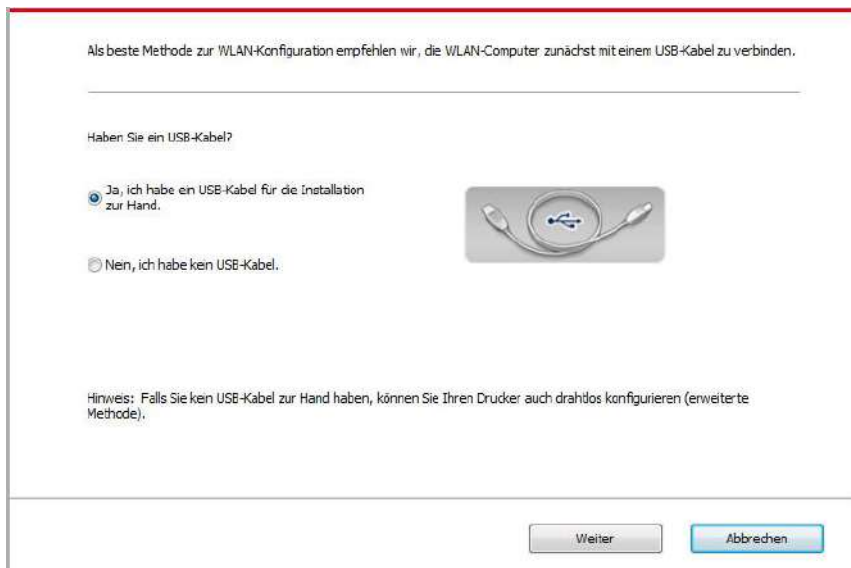 Als beste Methode zur WLAN-Konfiguration empfehlen wir, die WLAN-Computer zunächst mit einem USB-Kabel zu verbinden.
Haben Sie ein USB-Kabel?
Ja, ich habe ein USB-Kabel für die Installation
zur Hand.
Nein, ich habe kein USB-Kabel.
Hinweis: Falls Sie kein USB-Kabel zur Hand haben, können Sie Ihren Drucker auch drahtlos konfigurieren (erweiterte
Methode).
Weiter
Abbrechen